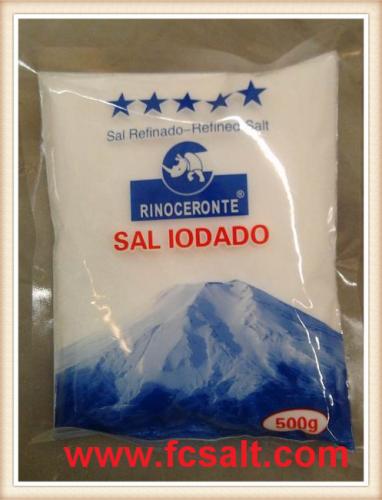 Sal Refinado-Refined Salt
RINOCERONTE®
SAL IODADO
500g
www.fcsalt.com